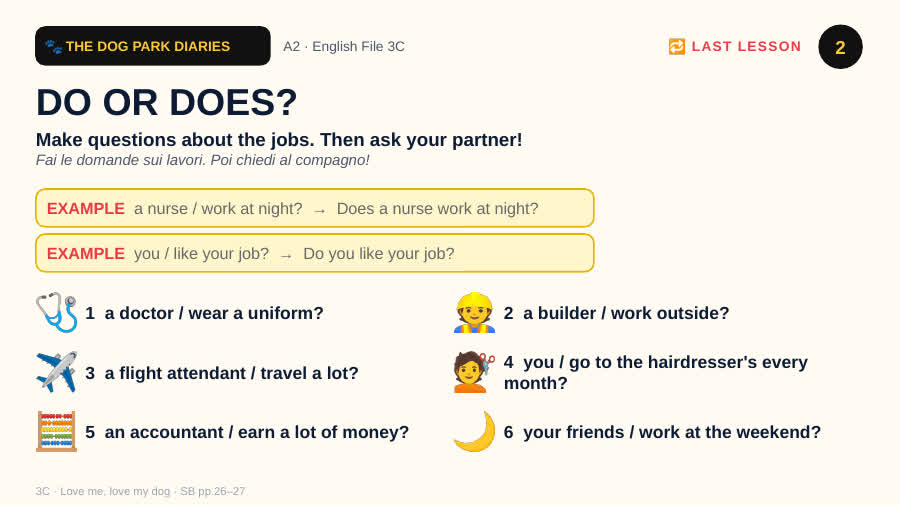 THE DOG PARK DIARIES
A2 · English File 3C
LAST LESSON
2
DO OR DOES?
Make questions about the jobs. Then ask your partner!
Fai le domande sui lavori. Poi chiedi al compagno!
EXAMPLE a nurse / work at night? → Does a nurse work at night?
EXAMPLE you / like your job? → Do you like your job?
1 a doctor / wear a uniform?
2 a builder / work outside?
3 a flight attendant / travel a lot?
4 you / go to the hairdresser's every
month?
5 an accountant / earn a lot of money?
6 your friends / work at the weekend?
3C · Love me, love my dog · SB pp.26–27